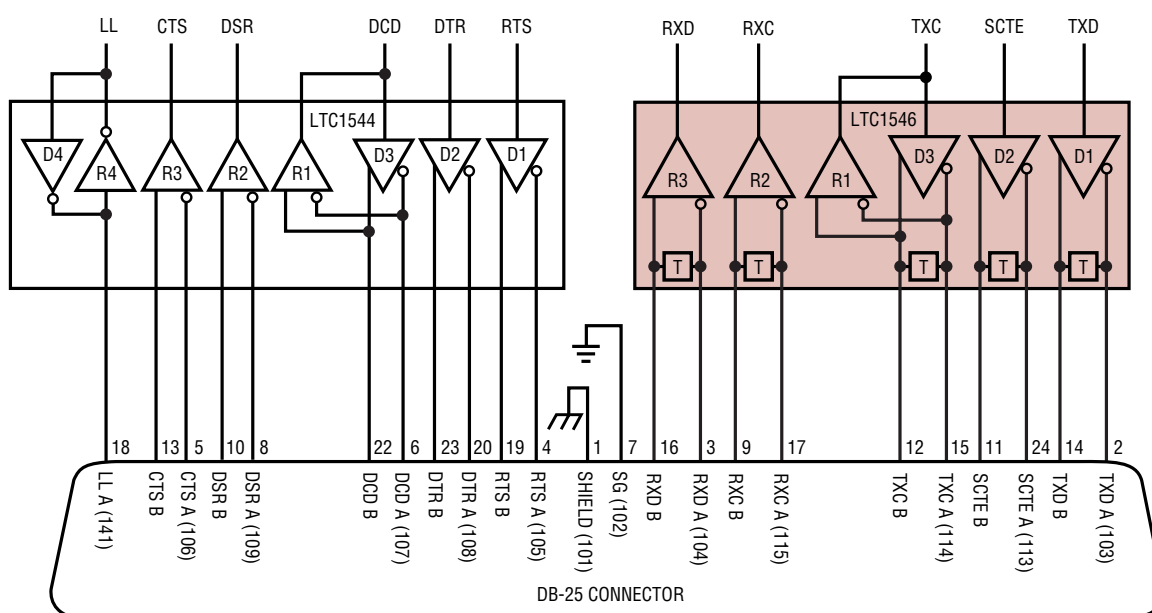 LL CTS DSR DCD DTR RTS RXD RXC TXC SCTE TXD
LTC1544 LTC1546
D4 R4 R3 R2 R1 D3 D2 D1 R3 R2 R1 D3 D2 D1
T T T T T
18 13 5 10 8 22 6 23 20 19 4 1 7 16 3 9 17 12 15 11 24 14 2
LL A (141)
CTS B
CTS A (106)
DSR B
DSR A (109)
DCD B
DCD A (107)
DTR B
DTR A (108)
RTS B
RTS A (105)
SHIELD (101)
SG (102)
RXD B
RXD A (104)
RXC B
RXC A (115)
TXC B
TXC A (114)
SCTE B
SCTE A (113)
TXD B
TXD A (103)
DB-25 CONNECTOR